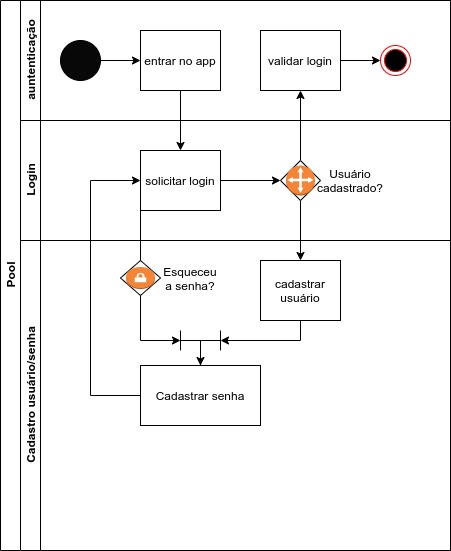 Pool
auntenticação
entrar no app
validar login
Login
solicitar login
Usuário
cadastrado?
Cadastro usuário/senha
Esqueceu
a senha?
cadastrar
usuário
Cadastrar senha